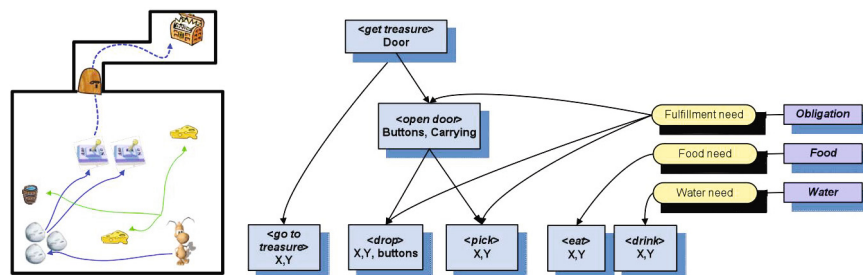 <get treasure>
Door
<open door>
Buttons, Carrying
Fulfillment need
Obligation
Food need
Food
Water need
Water
<go to
treasure>
X,Y
<drop>
X,Y, buttons
<pick>
X,Y
<eat>
X,Y
<drink>
X,Y